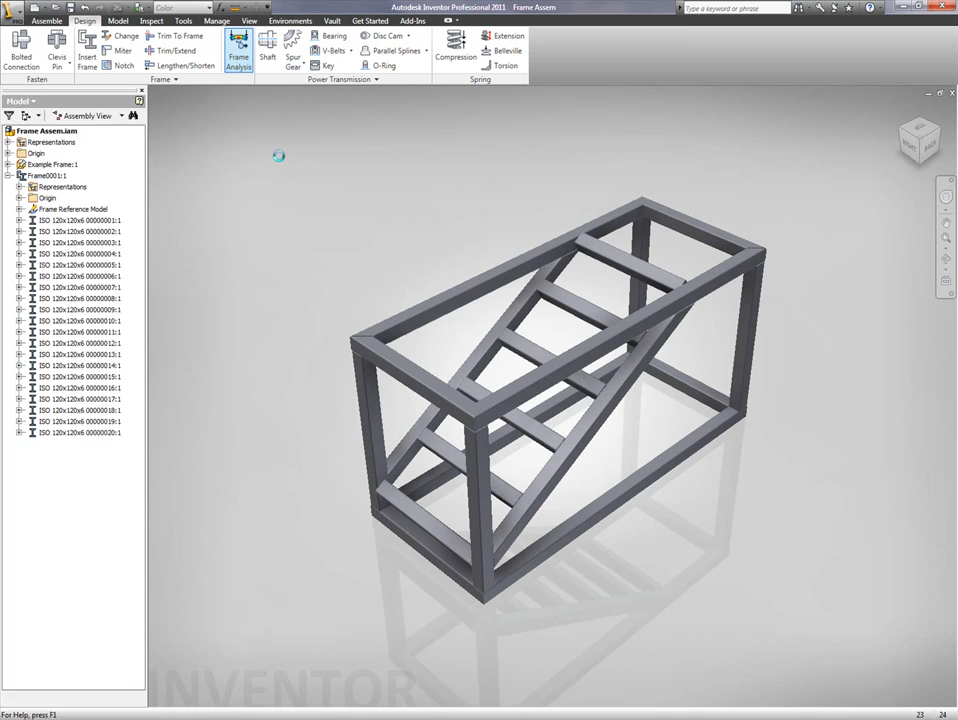 Autodesk Inventor Professional 2011 Frame Assem
Color
Type a keyword or phrase
PRO
Assembly Design Model Inspect Tools Manage View Environments Vault Get Started Add-Ins
Bolted Connection
Clevis Pin
Insert Frame
Change
Miter
Notch
Trim To Frame
Trim/Extend
Lengthen/Shorten
Frame Analysis
Shaft
Spur Gear
Bearing
V-Belts
Key
Disc Cam
Parallel Splines
O-Ring
Compression
Extension
Belleville
Torsion
Fasten Frame Power Transmission Spring
Model
Assembly View
Frame Assem.iam
Representations
Origin
Example Frame:1
Frame0001:1
Representations
Origin
Frame Reference Model
ISO 120x120x6 00000001:1
ISO 120x120x6 00000002:1
ISO 120x120x6 00000003:1
ISO 120x120x6 00000004:1
ISO 120x120x6 00000005:1
ISO 120x120x6 00000006:1
ISO 120x120x6 00000007:1
ISO 120x120x6 00000008:1
ISO 120x120x6 00000009:1
ISO 120x120x6 00000010:1
ISO 120x120x6 00000011:1
ISO 120x120x6 00000012:1
ISO 120x120x6 00000013:1
ISO 120x120x6 00000014:1
ISO 120x120x6 00000015:1
ISO 120x120x6 00000016:1
ISO 120x120x6 00000017:1
ISO 120x120x6 00000018:1
ISO 120x120x6 00000019:1
ISO 120x120x6 00000020:1
RIGHT
BACK
INVENTOR
For Help, press F1
23 24